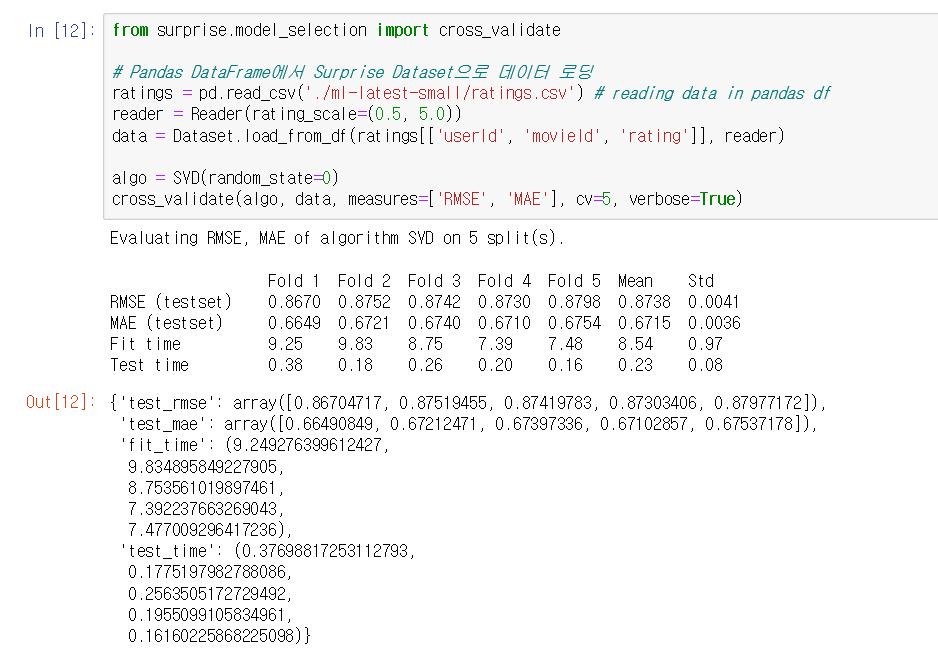 In [12]: from surprise.model_selection import cross_validate
# Pandas DataFrame에서 Surprise Dataset으로 데이터 로딩
ratings = pd.read_csv('./ml-latest-small/ratings.csv') # reading data in pandas df
reader = Reader(rating_scale=(0.5, 5.0))
data = Dataset.load_from_df(ratings[['userId', 'movieId', 'rating']], reader)
algo = SVD(random_state=0)
cross_validate(algo, data, measures=['RMSE', 'MAE'], cv=5, verbose=True)
Evaluating RMSE, MAE of algorithm SVD on 5 split(s).
Fold 1 Fold 2 Fold 3 Fold 4 Fold 5 Mean Std
RMSE (testset) 0.8670 0.8752 0.8742 0.8730 0.8798 0.8738 0.0041
MAE (testset) 0.6649 0.6721 0.6740 0.6710 0.6754 0.6715 0.0036
Fit time 9.25 9.83 8.75 7.39 7.48 8.54 0.97
Test time 0.38 0.18 0.26 0.20 0.16 0.23 0.08
Out[12]: {'test_rmse': array([0.86704717, 0.87519455, 0.87419783, 0.87303406, 0.87977172]),
'test_mae': array([0.66490849, 0.67212471, 0.67397336, 0.67102857, 0.67537178]),
'fit_time': (9.249276399612427,
9.834895849227905,
8.753561019897461,
7.392237663269043,
7.477009296417236),
'test_time': (0.37698817253112793,
0.1775197982788086,
0.2563505172729492,
0.1955099105834961,
0.16160225868225098)}